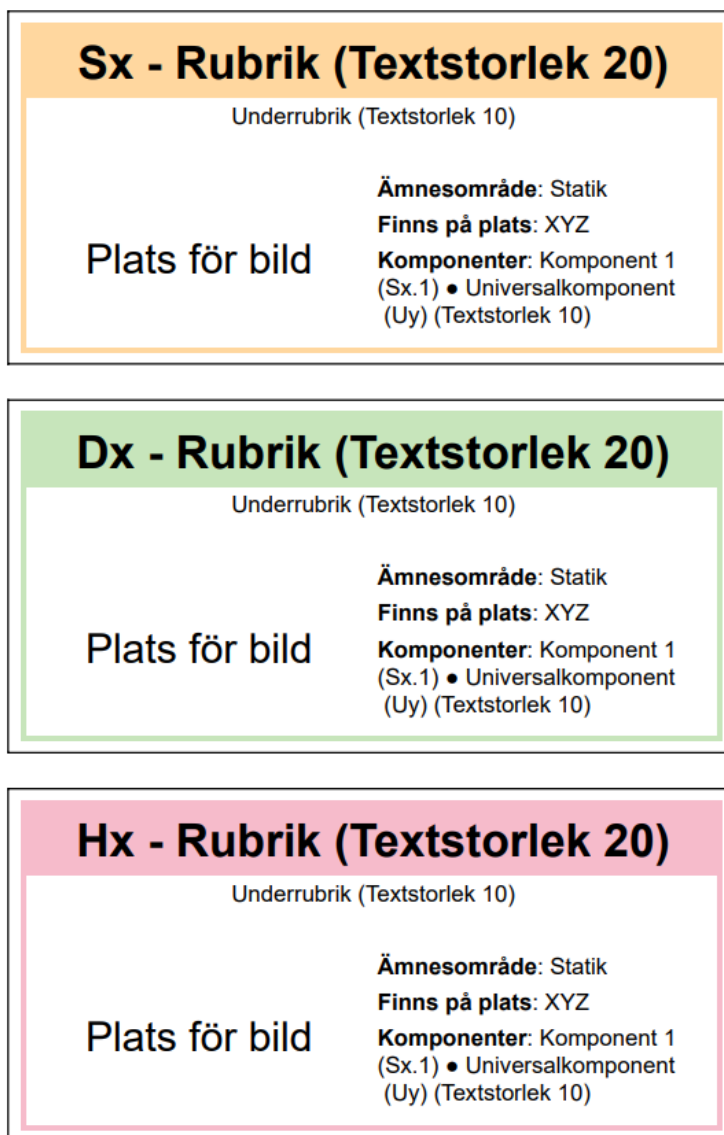 Sx - Rubrik (Textstorlek 20)
Underrubrik (Textstorlek 10)
Plats för bild
Ämnesområde: Statik
Finns på plats: XYZ
Komponenter: Komponent 1
(Sx.1) ● Universalkomponent
(Uy) (Textstorlek 10)
Dx - Rubrik (Textstorlek 20)
Underrubrik (Textstorlek 10)
Plats för bild
Ämnesområde: Statik
Finns på plats: XYZ
Komponenter: Komponent 1
(Sx.1) ● Universalkomponent
(Uy) (Textstorlek 10)
Hx - Rubrik (Textstorlek 20)
Underrubrik (Textstorlek 10)
Plats för bild
Ämnesområde: Statik
Finns på plats: XYZ
Komponenter: Komponent 1
(Sx.1) ● Universalkomponent
(Uy) (Textstorlek 10)